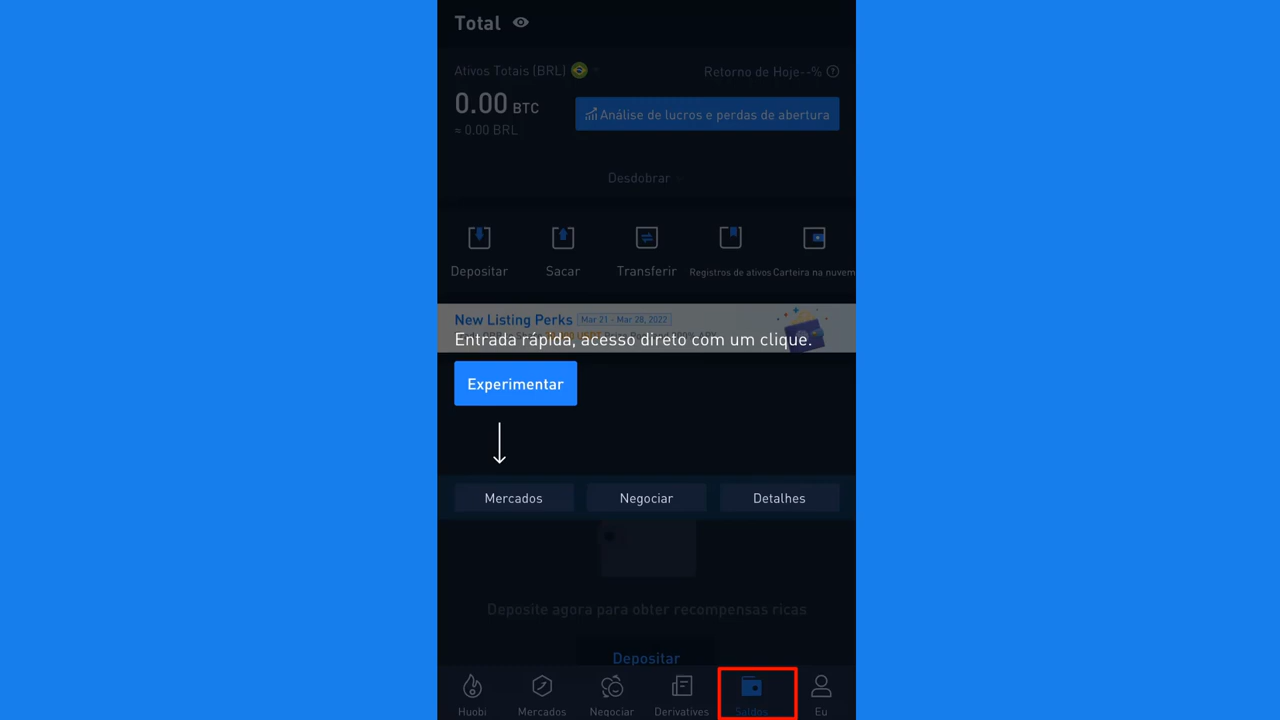 Total
Ativos Totais (BRL)
Retorno de Hoje--%
0.00 BTC
Análise de lucros e perdas de abertura
≈ 0.00 BRL
Desdobrar
Depositar
Sacar
Transferir
Registros de ativos
Carteira na nuvem
New Listing Perks
Mar 21 - Mar 28, 2022
Entrada rápida, acesso direto com um clique.
Experimentar
Mercados
Negociar
Detalhes
Deposite agora para obter recompensas ricas
Depositar
Huobi
Mercados
Negociar
Derivatives
Saldos
Eu